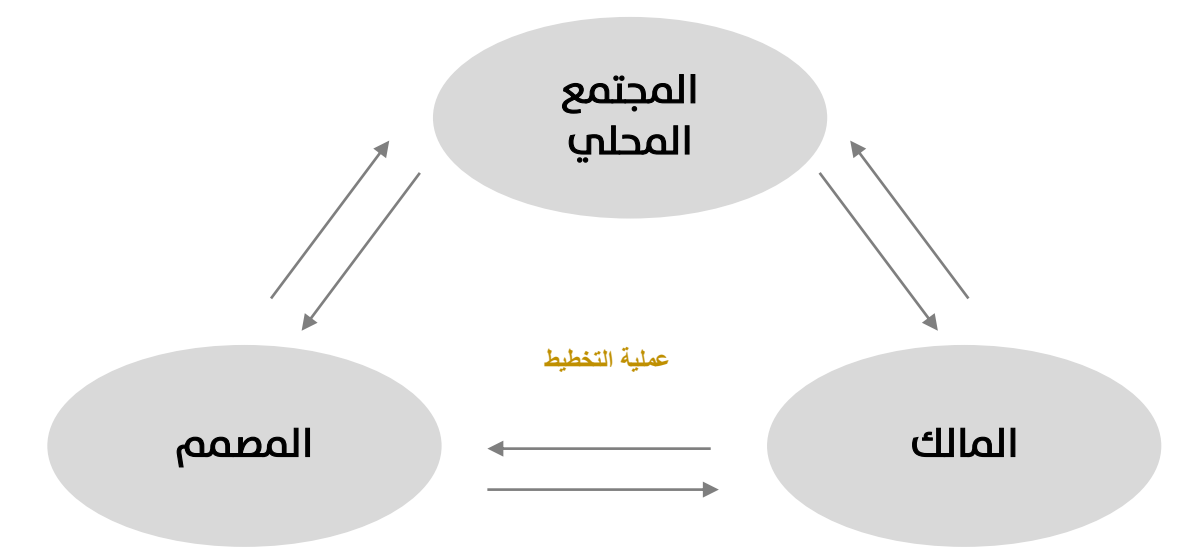 المجتمع
المحلي
عملية التخطيط
المالك
المصمم